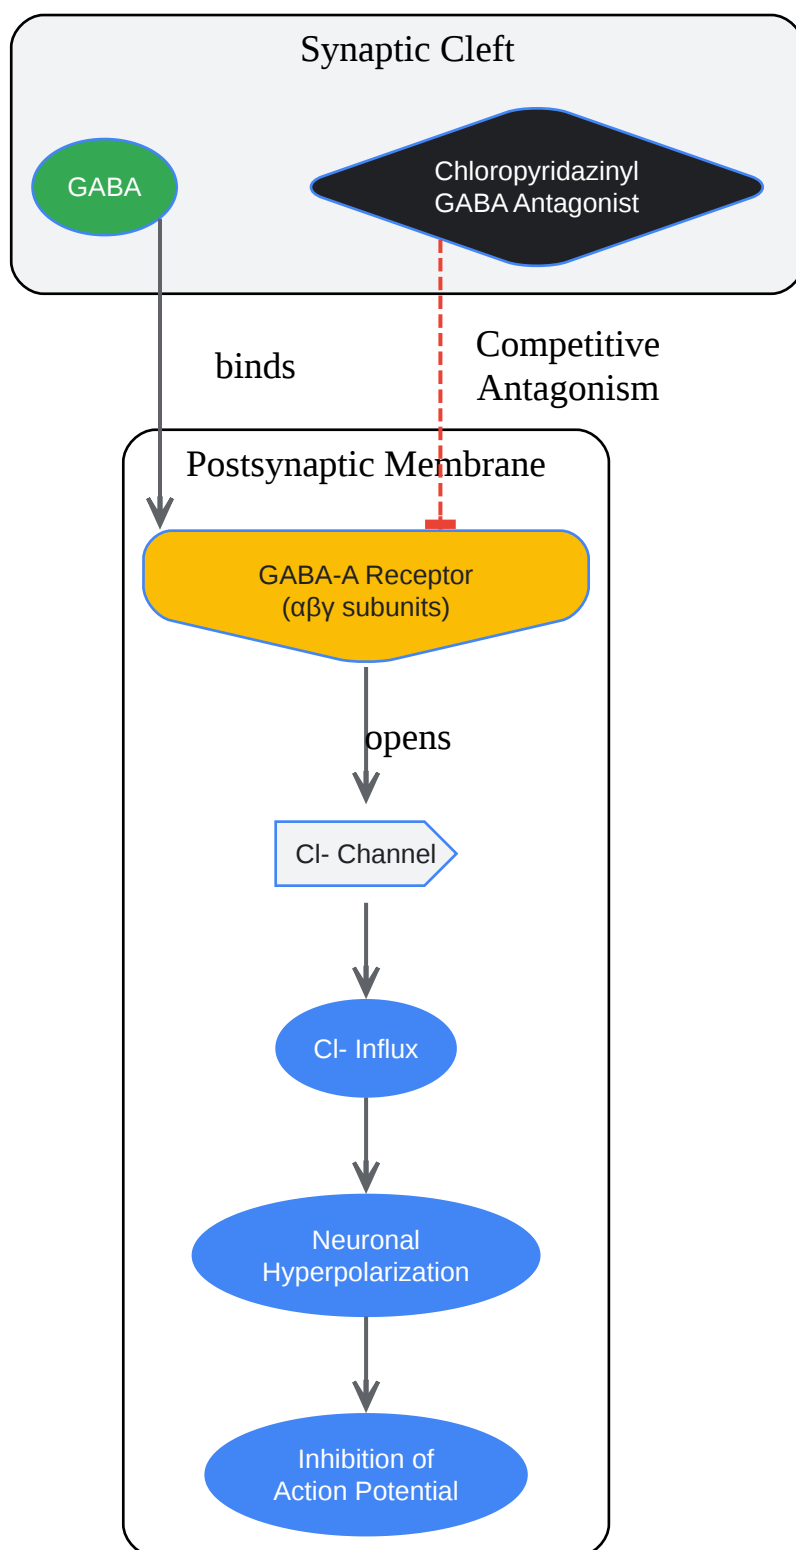 Synaptic Cleft
GABA
Chloropyridazinyl
GABA Antagonist
binds
Competitive
Antagonism
Postsynaptic Membrane
GABA-A Receptor
(αβγ subunits)
opens
Cl- Channel
Cl- Influx
Neuronal
Hyperpolarization
Inhibition of
Action Potential